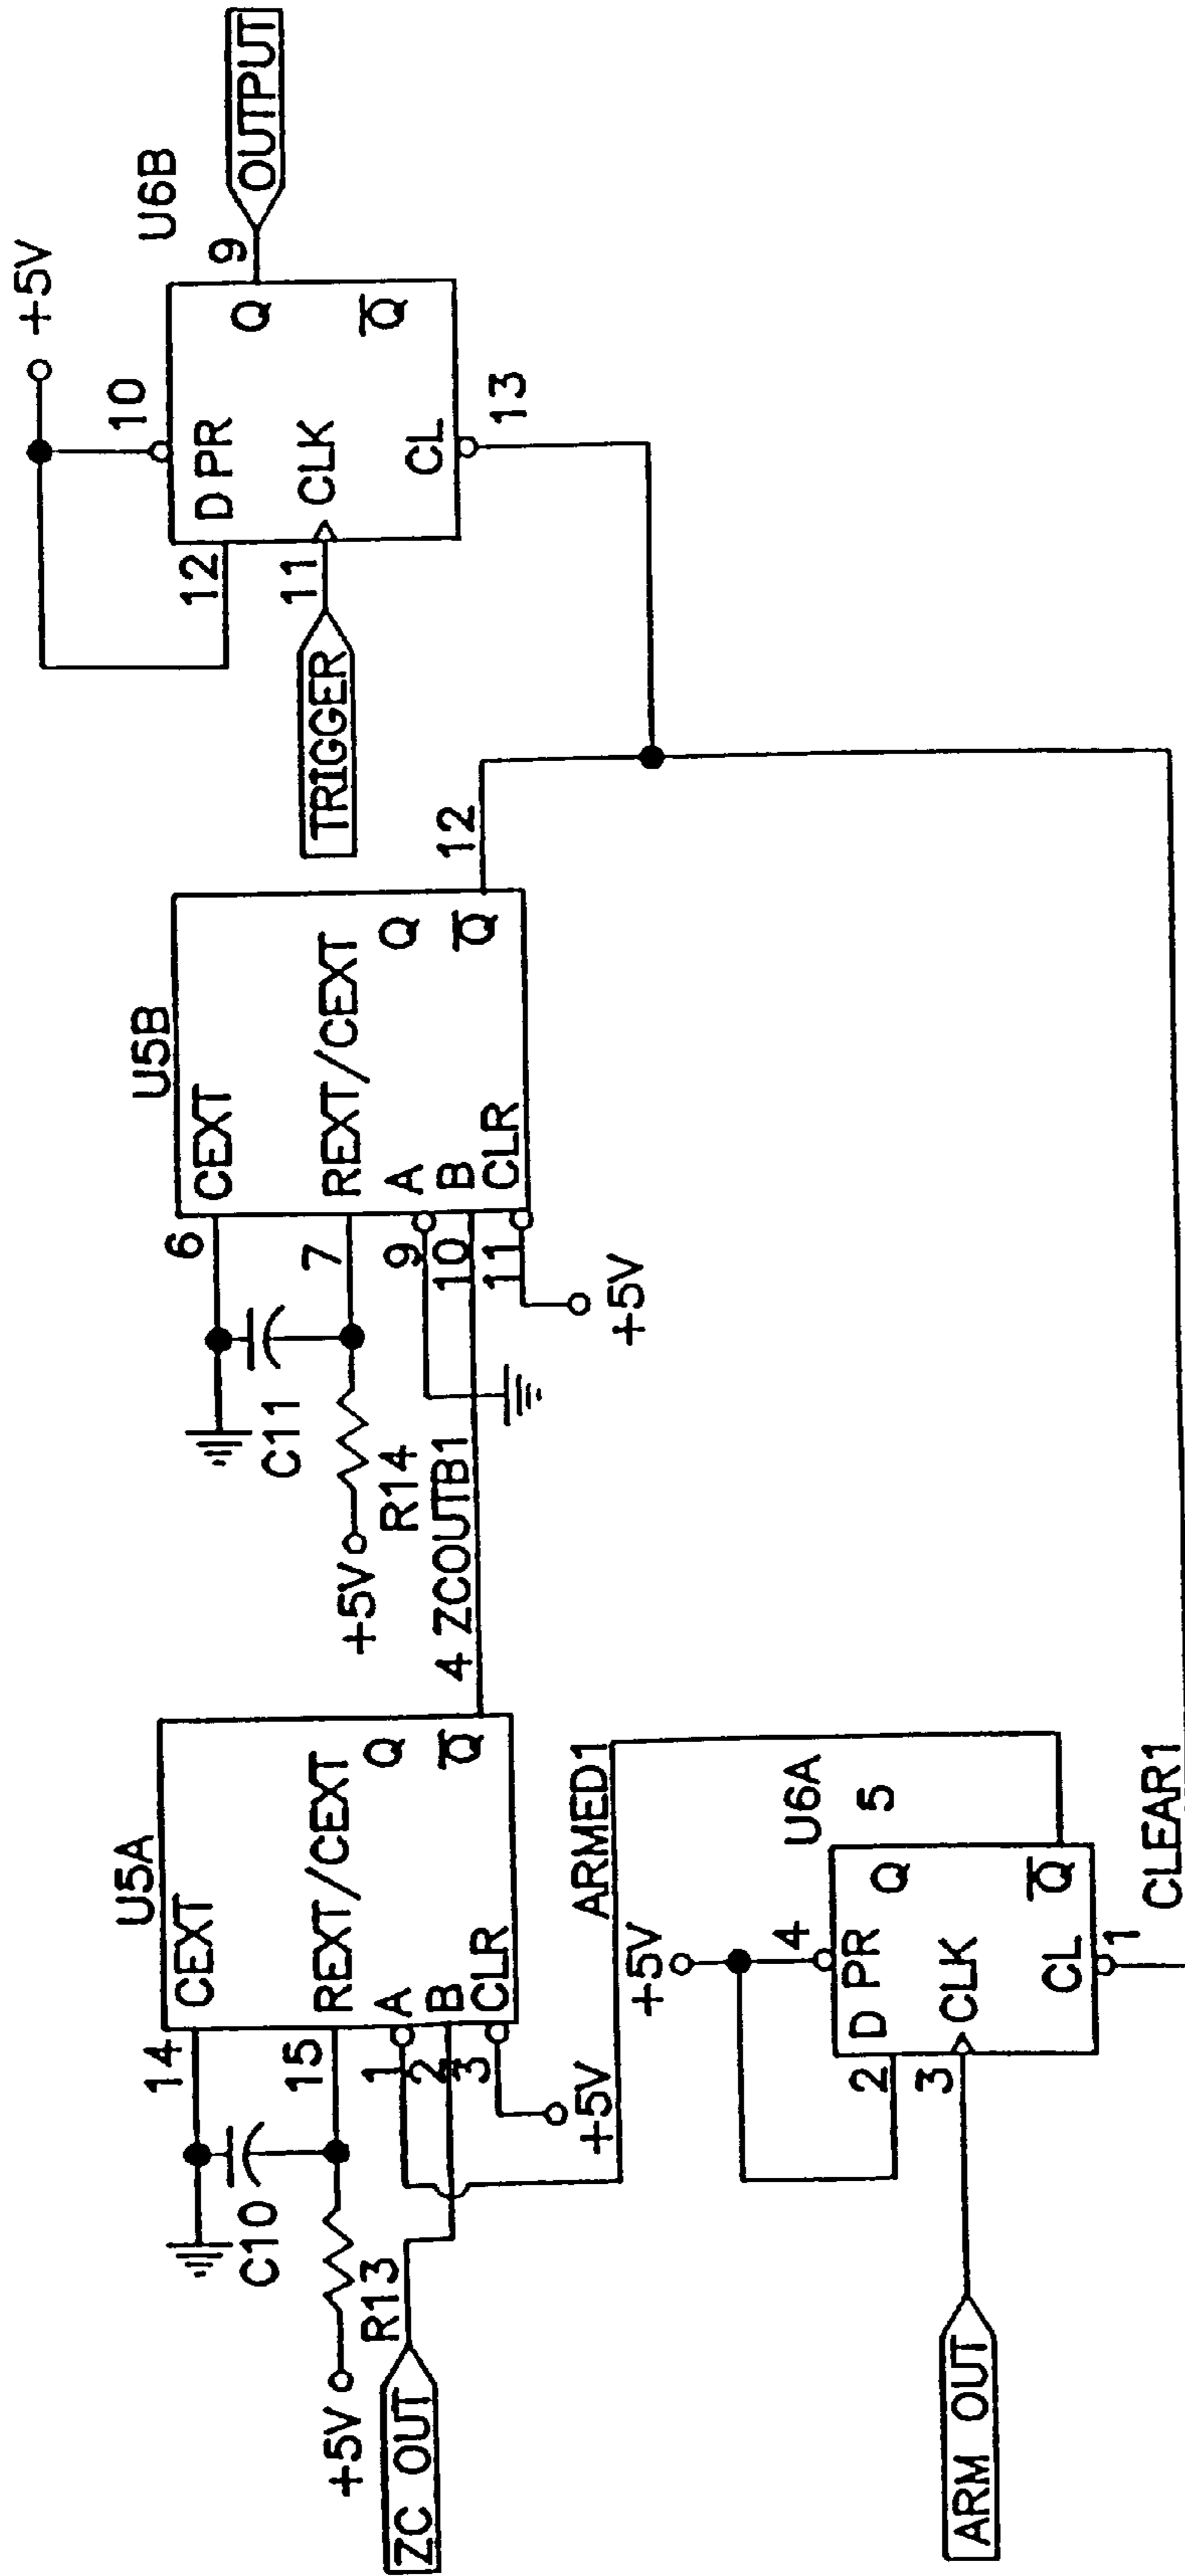 U5A
14
CEXT
C10
15
REXT/CEXT
+5V
R13
1
A
Q
2
B
Q
3
CLR
+5V
ZC OUT
4 ZCOUTB1
ARMED1
U5B
6
CEXT
C11
7
REXT/CEXT
+5V
R14
9
A
Q
10
B
Q
12
11
CLR
+5V
+5V
10
U6B
12
D PR
Q
9
OUTPUT
TRIGGER
11
CLK
Q
CL
13
+5V
4
U6A
2
D PR
Q
5
3
CLK
Q
CL
1
CLEAR1
ARM OUT